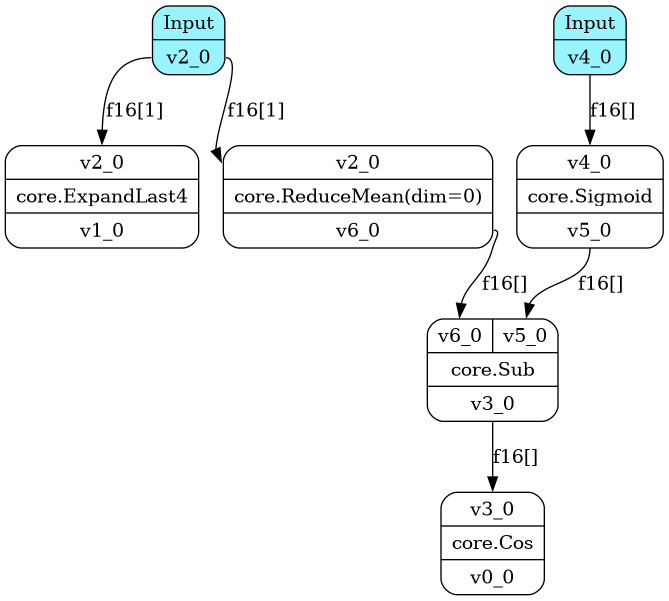 Input
v2_0
Input
v4_0
f16[1]
f16[1]
f16[]
v2_0
core.ExpandLast4
v1_0
v2_0
core.ReduceMean(dim=0)
v6_0
v4_0
core.Sigmoid
v5_0
f16[]
f16[]
v6_0
v5_0
core.Sub
v3_0
f16[]
v3_0
core.Cos
v0_0